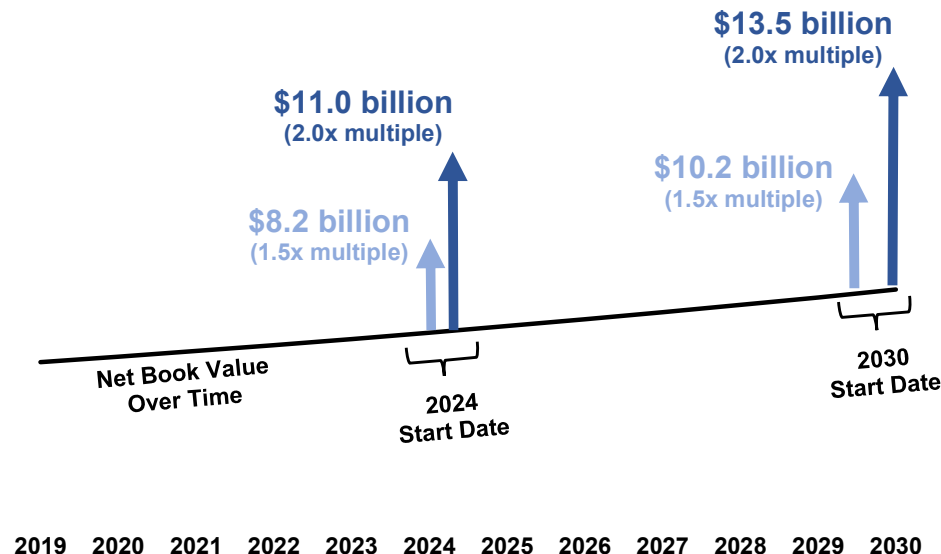 $13.5 billion
(2.0x multiple)
$11.0 billion
(2.0x multiple)
$10.2 billion
(1.5x multiple)
$8.2 billion
(1.5x multiple)
Net Book Value
Over Time
2024
Start Date
2030
Start Date
2019 2020 2021 2022 2023 2024 2025 2026 2027 2028 2029 2030